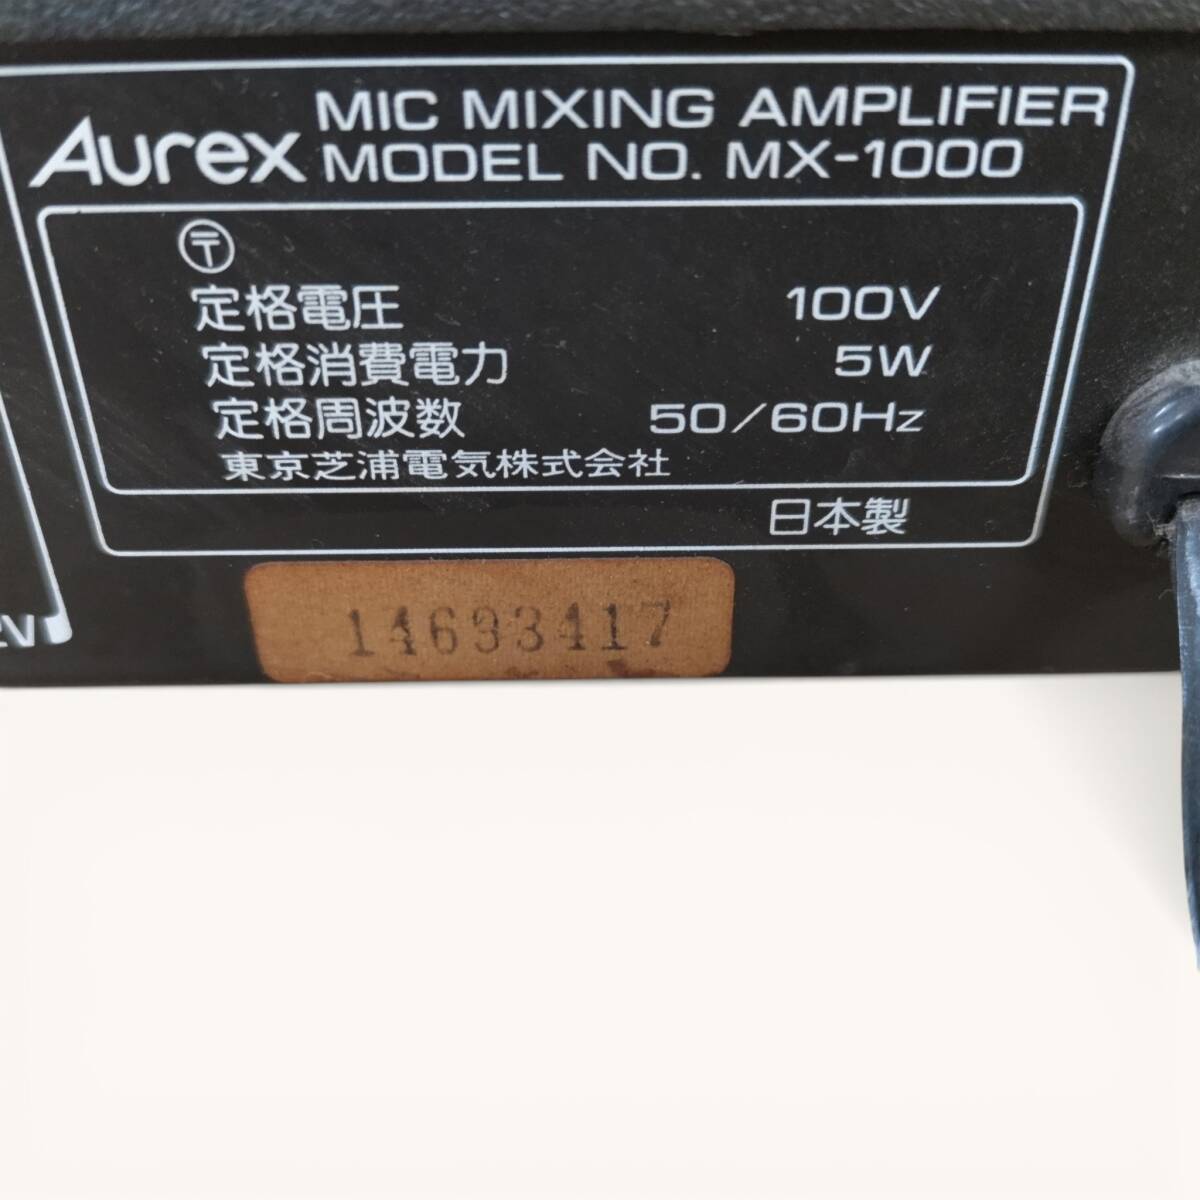 Aurex
MIC MIXING AMPLIFIER
MODEL NO. MX-1000
〒
定格電圧 100V
定格消費電力 5W
定格周波数 50/60Hz
東京芝浦電気株式会社
日本製
14693417